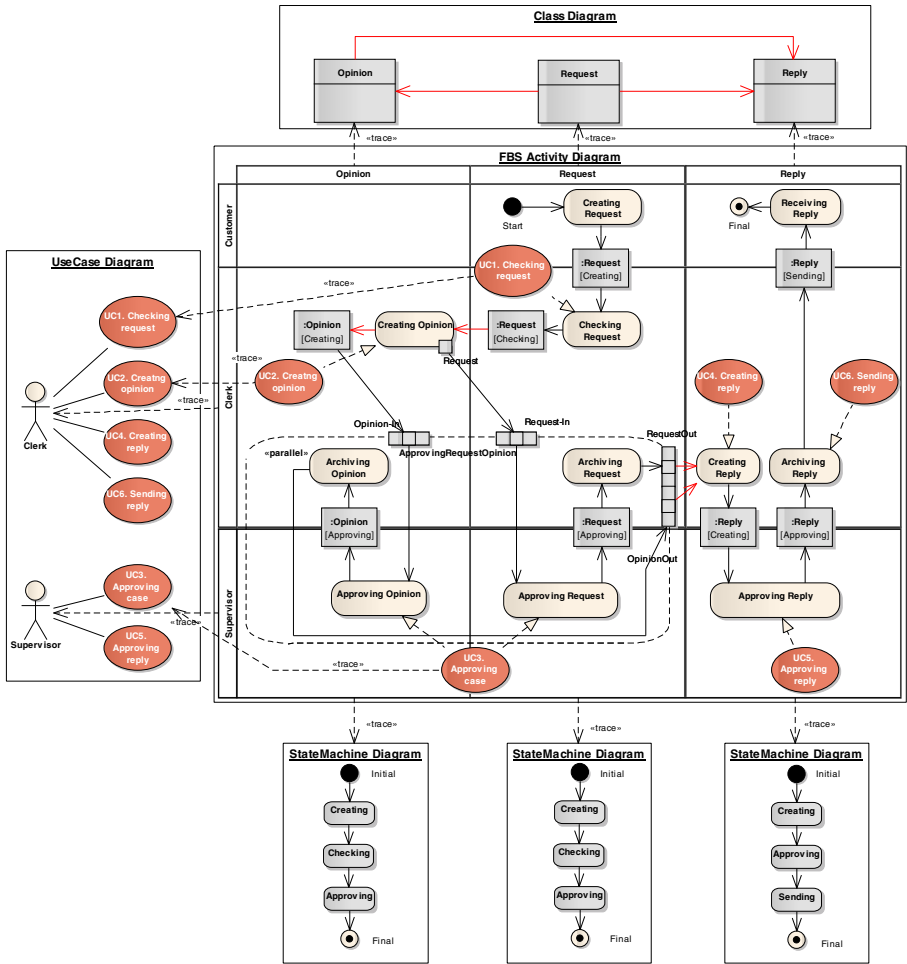 Class Diagram
Opinion
Request
Reply
«trace»
«trace»
«trace»
FBS Activity Diagram
Opinion
Request
Reply
Customer
Start
Creating
Request
Final
Receiving
Reply
:Request
[Creating]
:Reply
[Sending]
UseCase Diagram
UC1. Checking
request
UC2. Creatng
opinion
UC4. Creating
reply
UC6. Sending
reply
Clerk
UC3.
Approving
case
UC5.
Approving
reply
Supervisor
«trace»
«trace»
«trace»
«trace»
«trace»
Clerk
UC1. Checking
request
:Opinion
[Creating]
Creating Opinion
Request
:Request
[Checking]
Checking
Request
UC2. Creatng
opinion
UC4. Creating
reply
UC6. Sending
reply
Opinion-In
Request-In
ApprovingRequestOpinion
RequestOut
«parallel»
Archiving
Opinion
Archiving
Request
Creating
Reply
Archiving
Reply
:Opinion
[Approving]
:Request
[Approving]
:Reply
[Creating]
:Reply
[Approving]
OpinionOut
Supervisor
Approving Opinion
Approving Request
Approving Reply
UC3.
Approving
case
UC5.
Approving
reply
«trace»
«trace»
«trace»
StateMachine Diagram
Initial
Creating
Checking
Approving
Final
StateMachine Diagram
Initial
Creating
Checking
Approving
Final
StateMachine Diagram
Initial
Creating
Approving
Sending
Final